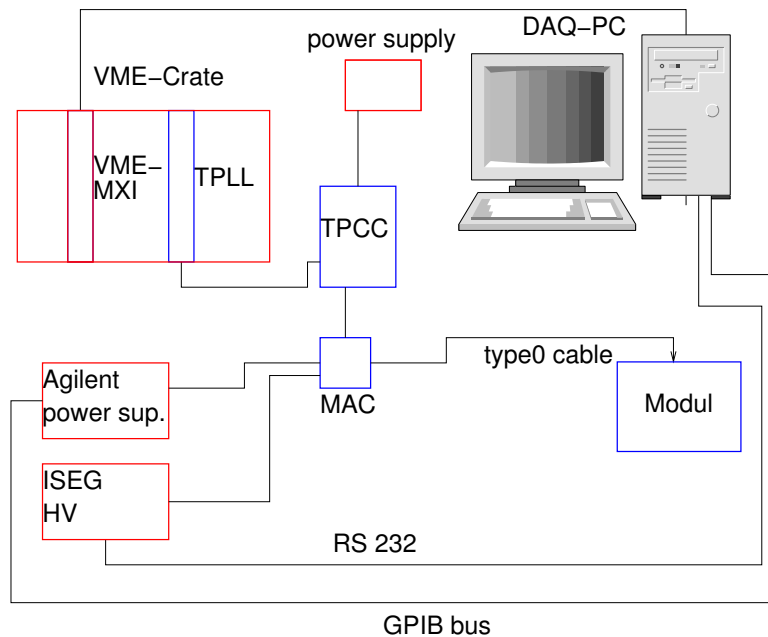 DAQ−PC
power supply
VME−Crate
VME−
MXI
TPLL
TPCC
type0 cable
Agilent
power sup.
MAC
Modul
ISEG
HV
RS 232
GPIB bus